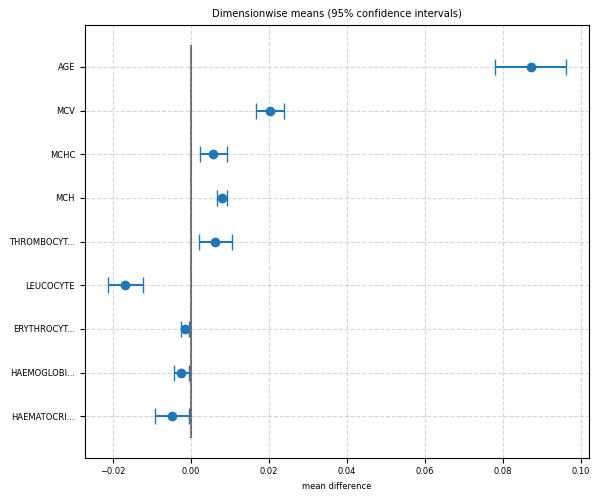 Dimensionwise means (95% confidence intervals)
AGE
MCV
MCHC
MCH
THROMBOCYT...
LEUCOCYTE
ERYTHROCYT...
HAEMOGLOBI...
HAEMATOCRI...
−0.02 0.00 0.02 0.04 0.06 0.08 0.10
mean difference